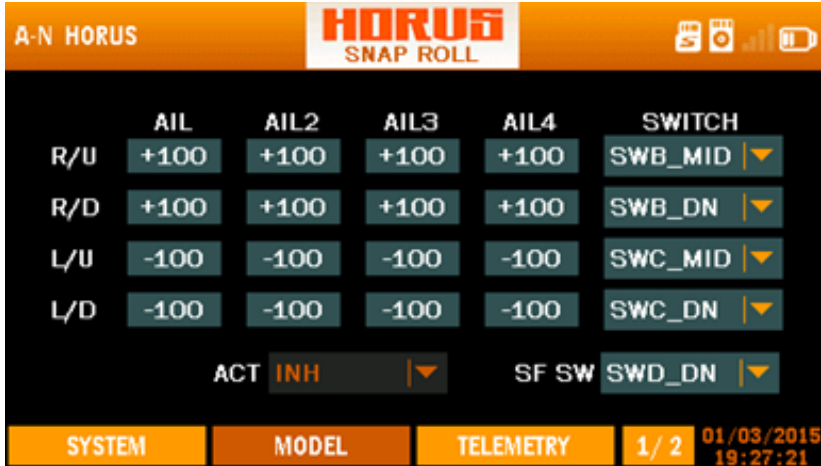 A-N HORUS
HORUS
SNAP ROLL
AIL AIL2 AIL3 AIL4 SWITCH
R/U +100 +100 +100 +100 SWB_MID
R/D +100 +100 +100 +100 SWB_DN
L/U -100 -100 -100 -100 SWC_MID
L/D -100 -100 -100 -100 SWC_DN
ACT INH SF SW SWD_DN
SYSTEM MODEL TELEMETRY 1/2 01/03/2015
19:27:21